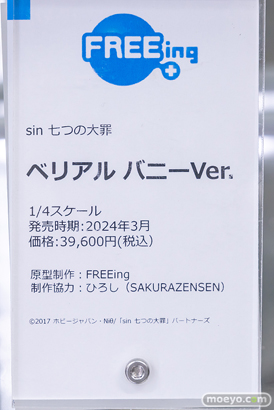 FREEing
sin 七つの大罪
ベリアル バニーVer.
1/4スケール
発売時期:2024年3月
価格:39,600円(税込)
原型制作：FREEing
制作協力：ひろし（SAKURAZENSEN）
©2017 ホビージャパン・Niθ/「sin 七つの大罪」パートナーズ
moeyo.com